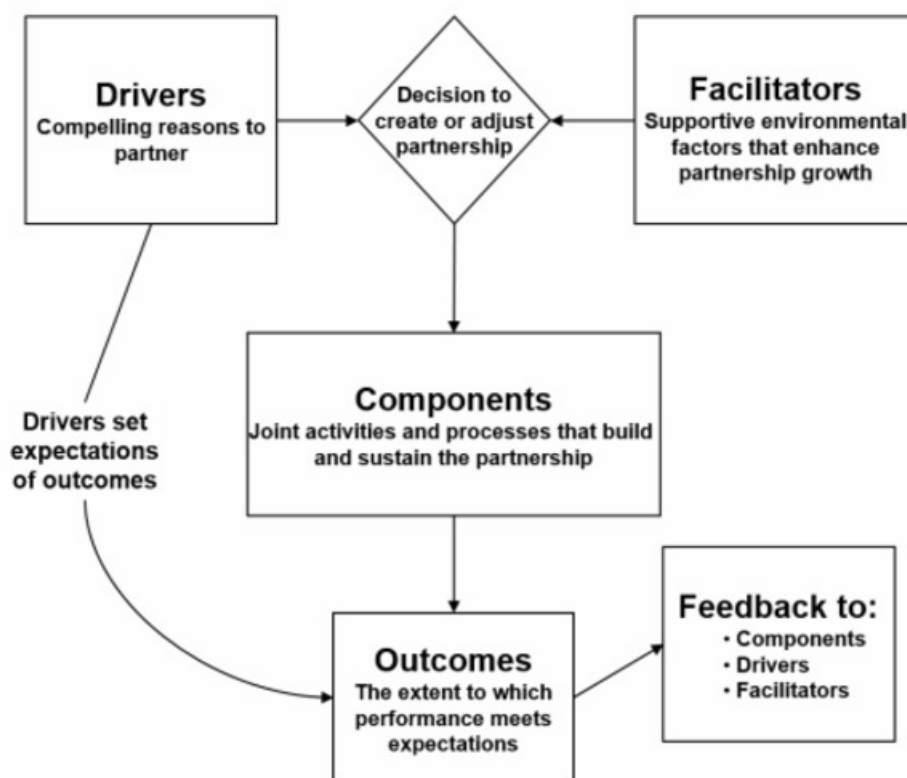 Drivers
Compelling reasons to
partner
Decision to
create or adjust
partnership
Facilitators
Supportive environmental
factors that enhance
partnership growth
Components
Joint activities and processes that build
and sustain the partnership
Drivers set
expectations
of outcomes
Outcomes
The extent to which
performance meets
expectations
Feedback to:
• Components
• Drivers
• Facilitators